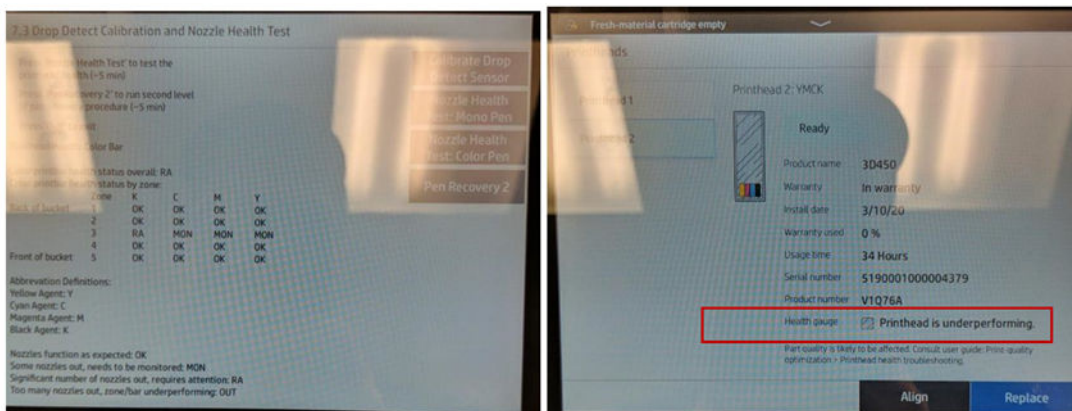 7.3 Drop Detect Calibration and Nozzle Health Test
Health Test' to test the
(~5 min)
2' to run second level
procedure (~5 min)
Color Bar
health status overall: RA
health status by zone:
Zone K C M Y
Back of bucket 1 OK OK OK OK
2 OK OK OK OK
3 RA MON MON MON
4 OK OK OK OK
Front of bucket 5 OK OK OK OK
Abbrevation Definitions:
Yellow Agent: Y
Cyan Agent: C
Magenta Agent: M
Black Agent: K
Nozzles function as expected: OK
Some nozzles out, needs to be monitored: MON
Significant number of nozzles out, requires attention: RA
Too many nozzles out, zone/bar underperforming: OUT
Calibrate Drop
Detect Sensor
Nozzle Health
Test: Mono Pen
Nozzle Health
Test: Color Pen
Pen Recovery 2
Fresh-material cartridge empty
Printhead 1
2
Printhead 2: YMCK
Ready
Product name 3D450
Warranty In warranty
Install date 3/10/20
Warranty used 0 %
Usage time 34 Hours
Serial number S190001000004379
Product number V1Q76A
Health gauge Printhead is underperforming.
Part quality is likely to be affected. Consult user guide: Print quality
optimization > Printhead health troubleshooting.
Align
Replace